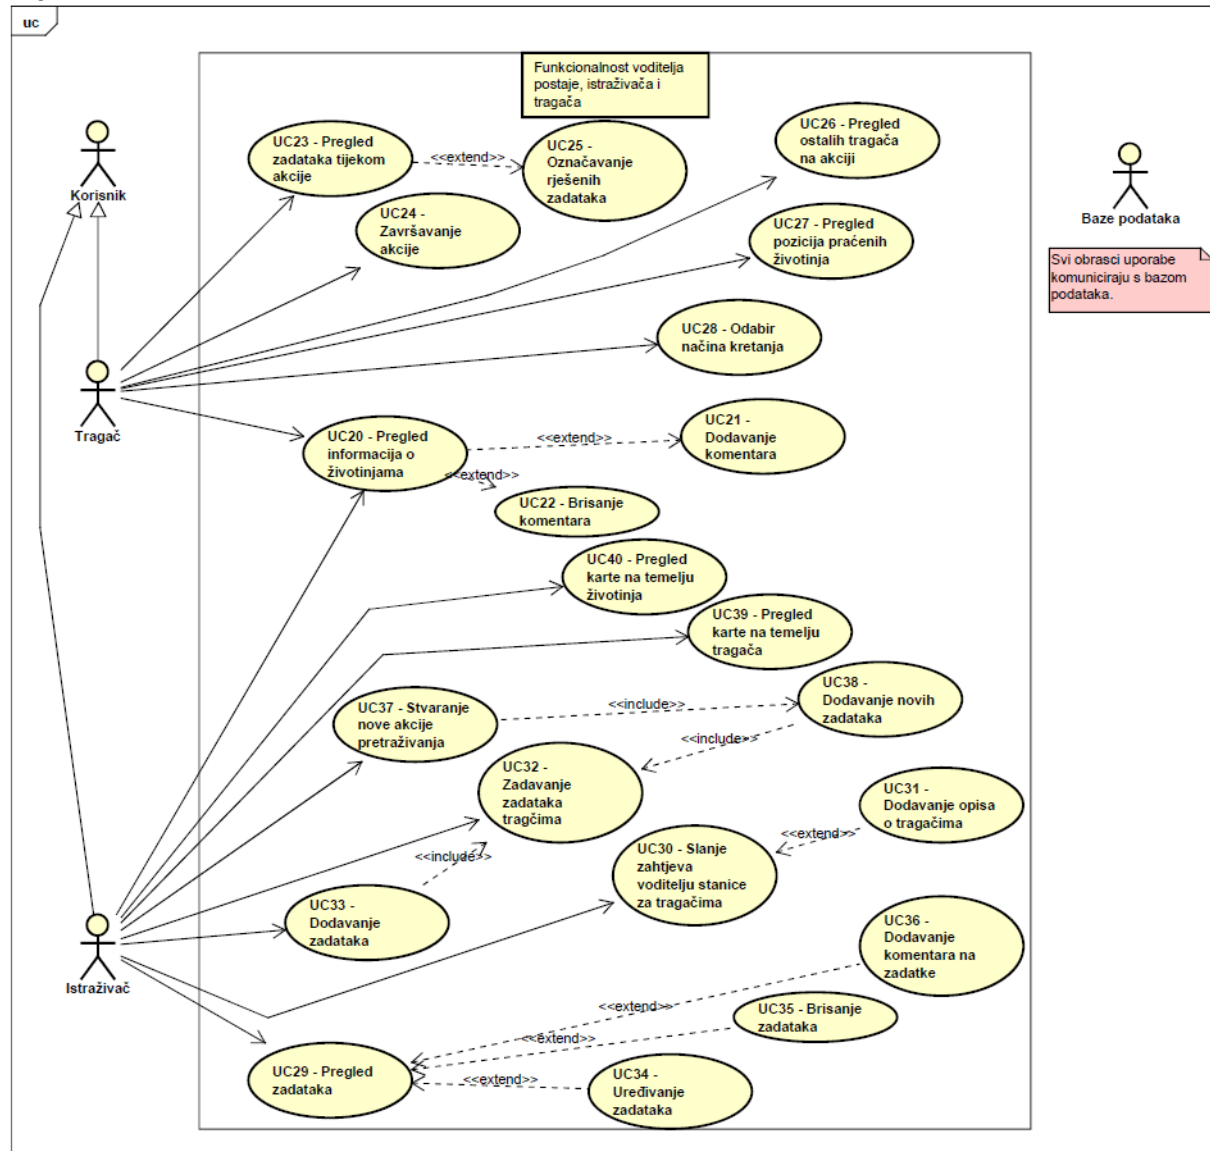 uc
Funkcionalnost voditelja
postaje, istraživača i
tragača
Korisnik
UC23 - Pregled
zadataka tijekom
akcije
<<extend>>
UC25 -
Označavanje
rješenih
zadataka
UC26 - Pregled
ostalih tragača
na akciji
Baze podataka
Svi obrasci uporabe
komuniciraju s bazom
podataka.
UC24 -
Završavanje
akcije
UC27 - Pregled
pozicija praćenih
životinja
UC28 - Odabir
načina kretanja
Tragač
UC20 - Pregled
informacija o
životinjama
<<extend>>
UC21 -
Dodavanje
komentara
<<extend>>
UC22 - Brisanje
komentara
UC40 - Pregled
karte na temelju
životinja
UC39 - Pregled
karte na temelju
tragača
UC37 - Stvaranje
nove akcije
pretraživanja
<<include>>
UC38 -
Dodavanje novih
zadataka
<<include>>
UC32 -
Zadavanje
zadataka
tragčima
UC31 -
Dodavanje opisa
o tragačima
<<extend>>
UC30 - Slanje
zahtjeva
voditelju stanice
za tragačima
<<include>>
UC33 -
Dodavanje
zadataka
Istraživač
UC36 -
Dodavanje
komentara na
zadatke
<<extend>>
UC35 - Brisanje
zadataka
<<extend>>
UC29 - Pregled
zadataka
<<extend>>
UC34 -
Uređivanje
zadataka